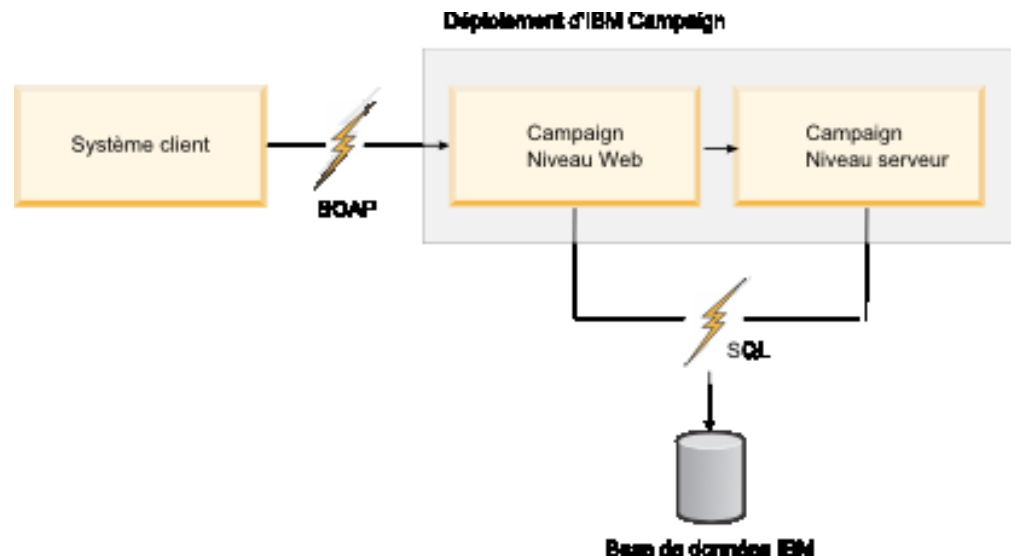 Déploiement d'IBM Campaign
Système client
SOAP
Campaign
Niveau Web
Campaign
Niveau serveur
SQL
Base de données IBM